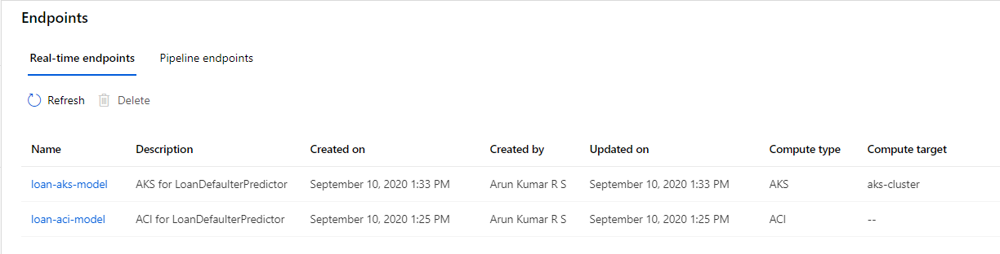 Endpoints
Real-time endpoints Pipeline endpoints
Refresh Delete
Name Description Created on Created by Updated on Compute type Compute target
loan-aks-model AKS for LoanDefaulterPredictor September 10, 2020 1:33 PM Arun Kumar R S September 10, 2020 1:33 PM AKS aks-cluster
loan-aci-model ACI for LoanDefaulterPredictor September 10, 2020 1:25 PM Arun Kumar R S September 10, 2020 1:25 PM ACI --